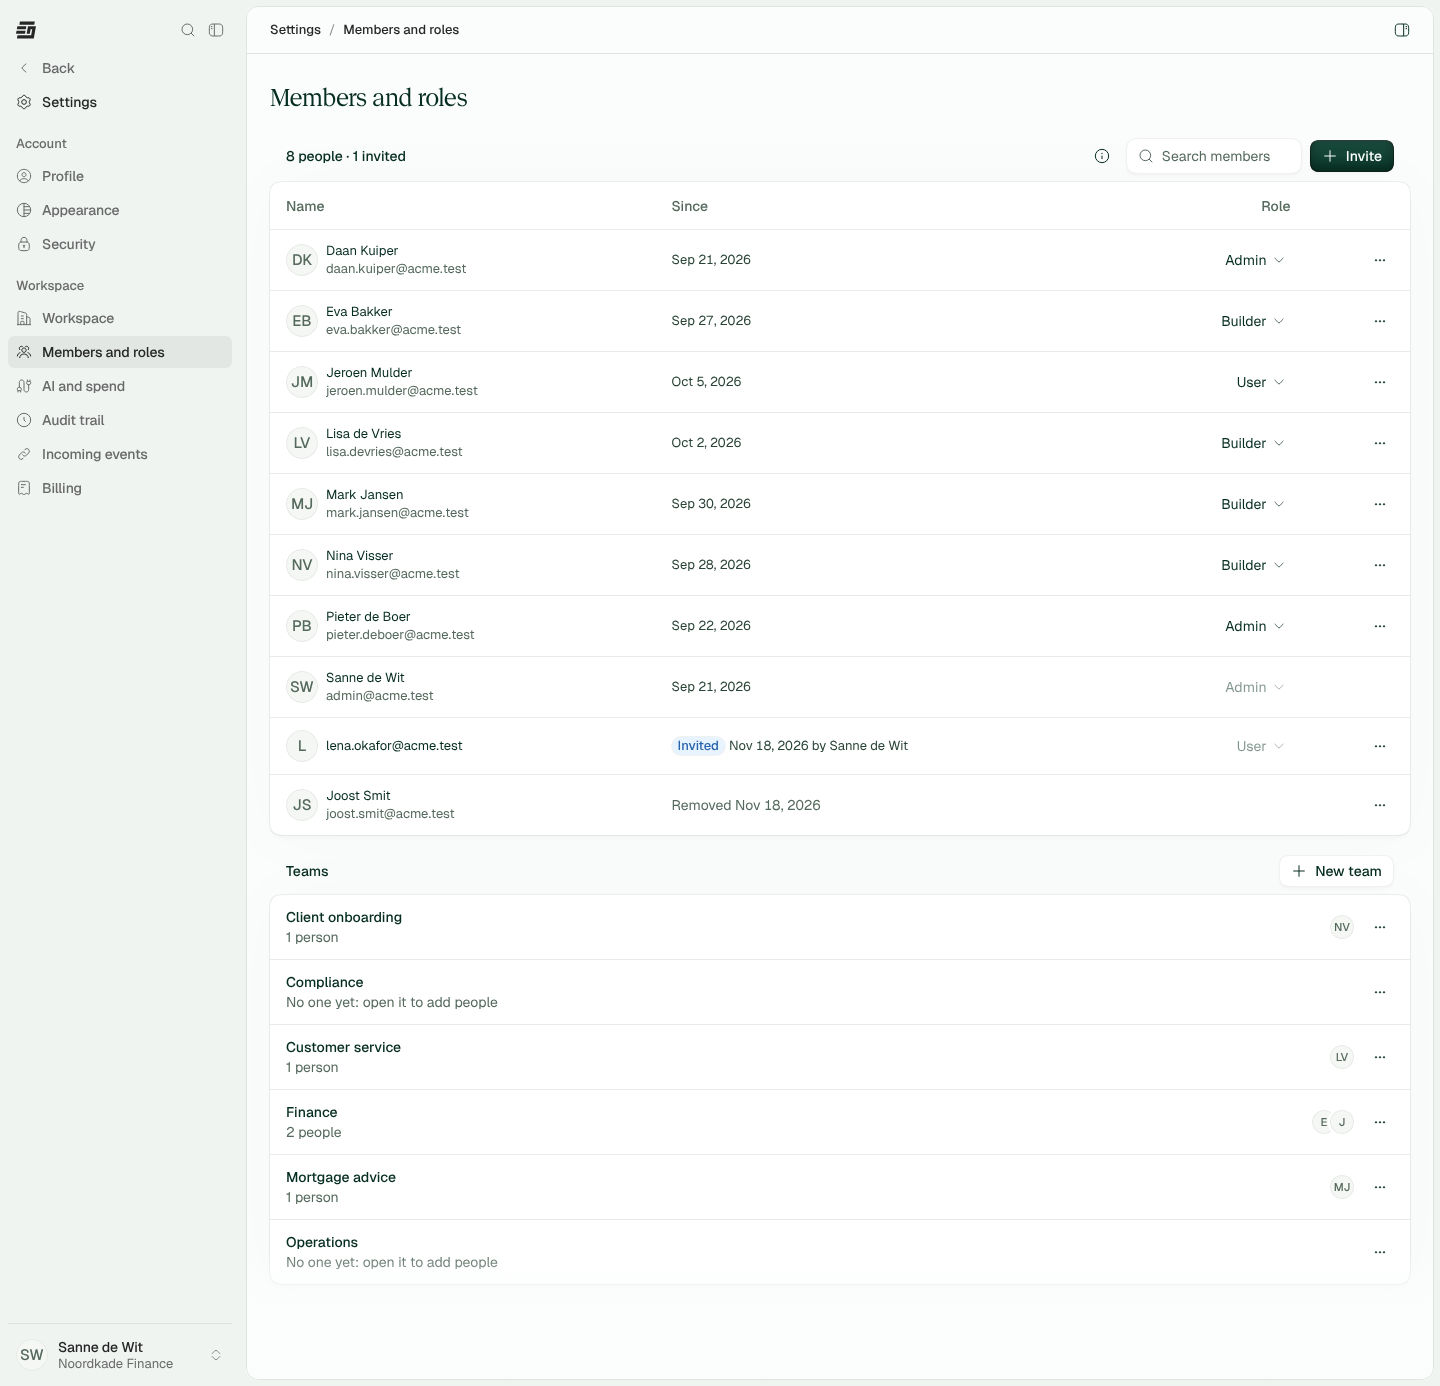 Back
Settings
Account
Profile
Appearance
Security
Workspace
Workspace
Members and roles
AI and spend
Audit trail
Incoming events
Billing
SW
Sanne de Wit
Noordkade Finance
Settings / Members and roles
Members and roles
8 people · 1 invited
Search members
Invite
Name Since Role
DK
Daan Kuiper
daan.kuiper@acme.test
Sep 21, 2026
Admin
EB
Eva Bakker
eva.bakker@acme.test
Sep 27, 2026
Builder
JM
Jeroen Mulder
jeroen.mulder@acme.test
Oct 5, 2026
User
LV
Lisa de Vries
lisa.devries@acme.test
Oct 2, 2026
Builder
MJ
Mark Jansen
mark.jansen@acme.test
Sep 30, 2026
Builder
NV
Nina Visser
nina.visser@acme.test
Sep 28, 2026
Builder
PB
Pieter de Boer
pieter.deboer@acme.test
Sep 22, 2026
Admin
SW
Sanne de Wit
admin@acme.test
Sep 21, 2026
Admin
L
lena.okafor@acme.test
Invited Nov 18, 2026 by Sanne de Wit
User
JS
Joost Smit
joost.smit@acme.test
Removed Nov 18, 2026
Teams
New team
Client onboarding
1 person
NV
Compliance
No one yet: open it to add people
Customer service
1 person
LV
Finance
2 people
E J
Mortgage advice
1 person
MJ
Operations
No one yet: open it to add people